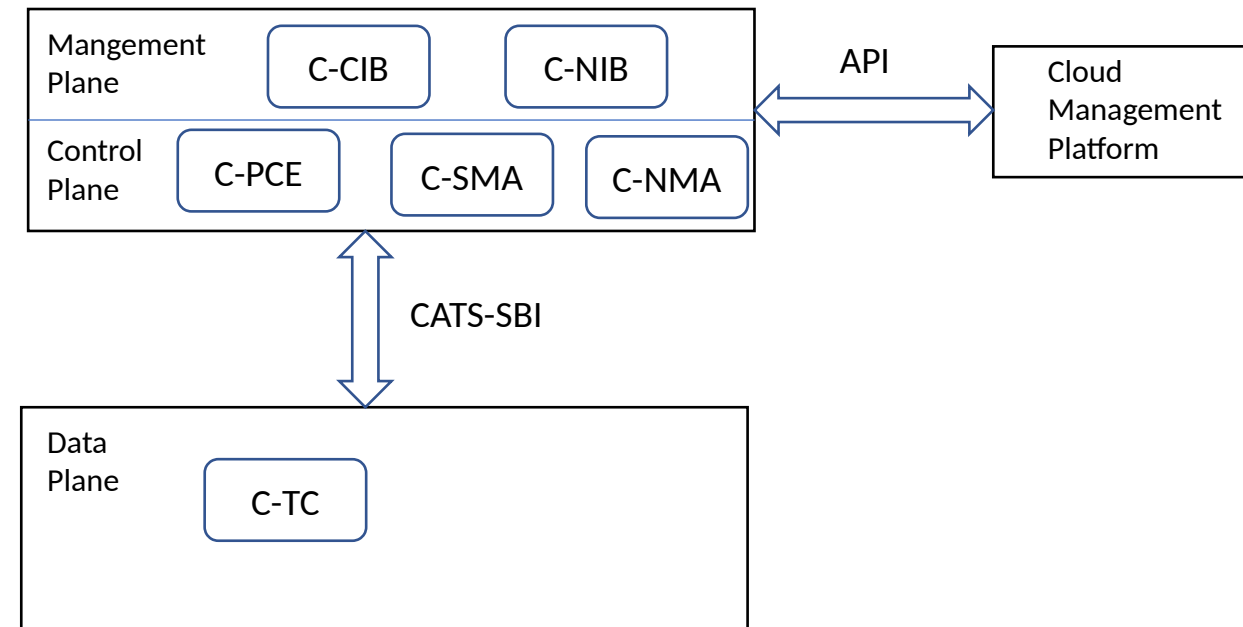 Mangement
Plane
C-CIB
C-NIB
API
Cloud
Management
Platform
Control
Plane
C-PCE
C-SMA
C-NMA
CATS-SBI
Data
Plane
C-TC